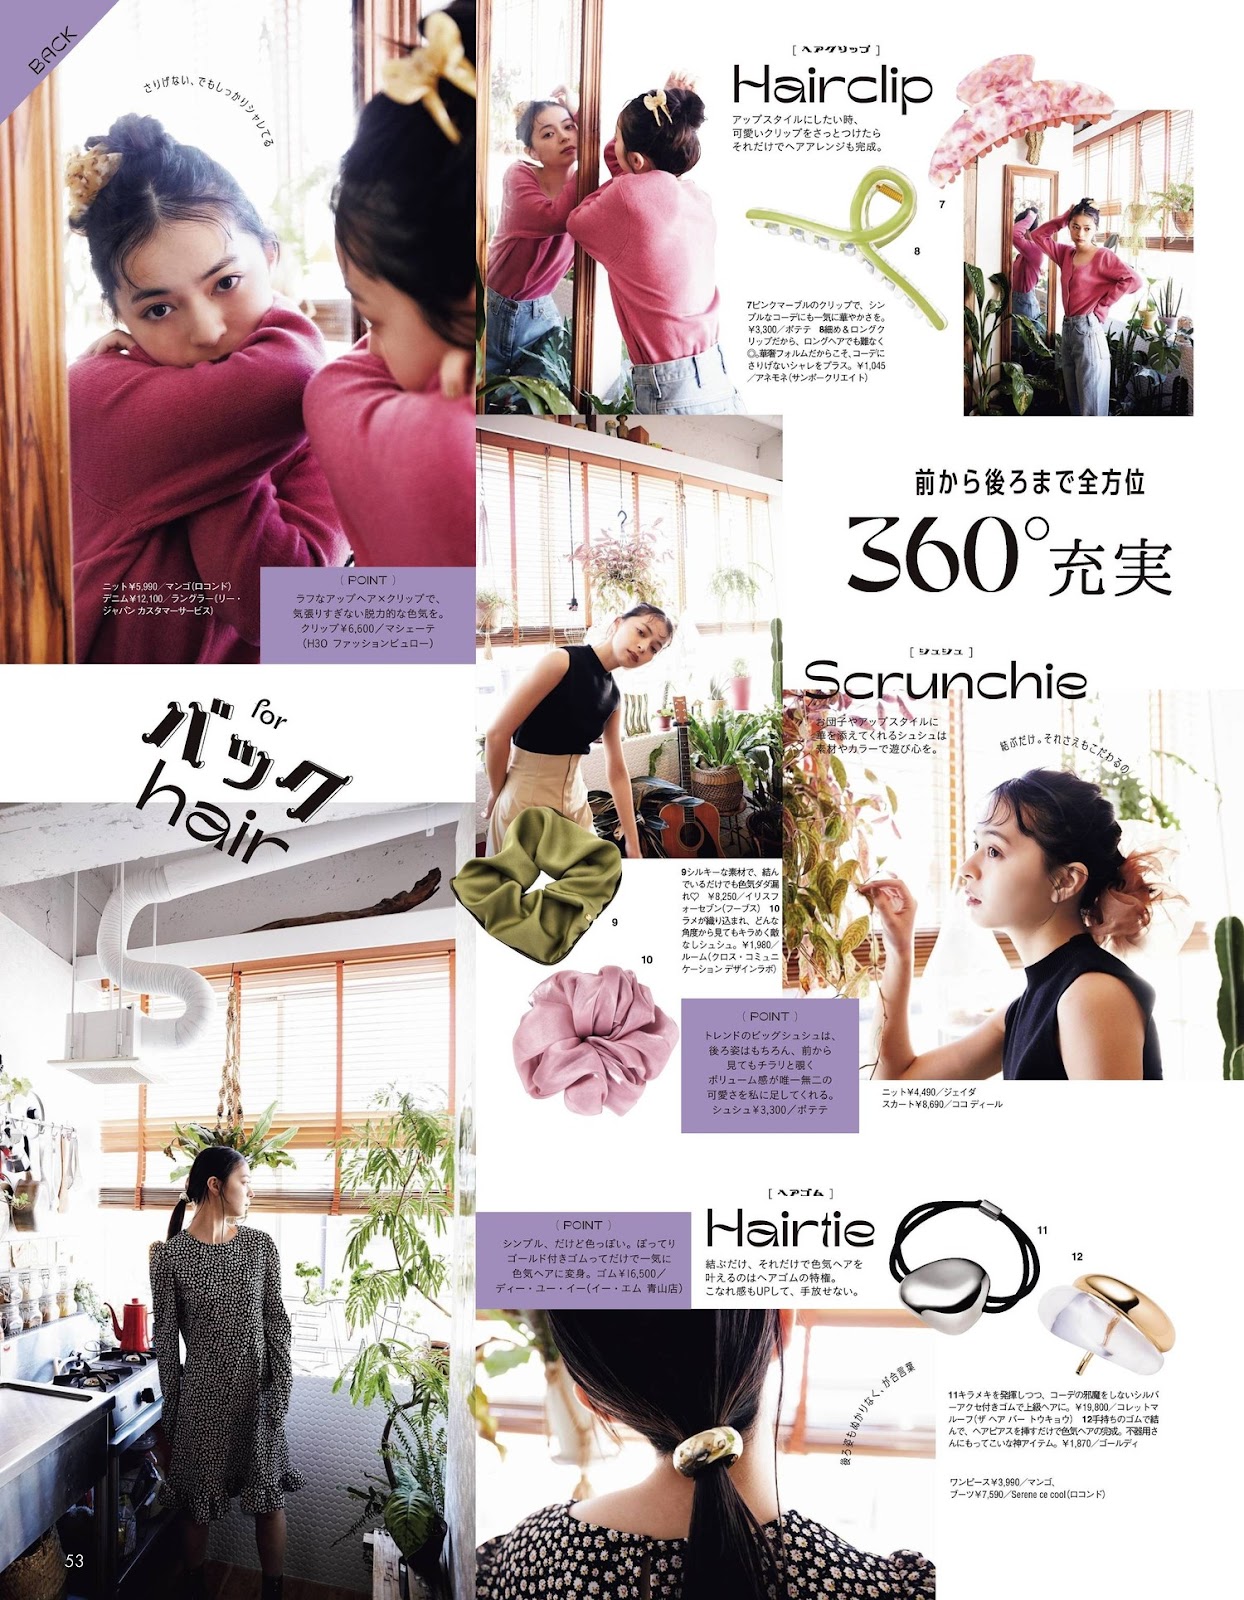 BACK
さりげない、でもしっかりシャレてる
ニット¥5,990／マンゴ(ロコンド)
デニム¥12,100／ラングラー(リー・
ジャパン カスタマーサービス)
( POINT )
ラフなアップヘア×クリップで、
気張りすぎない脱力的な色気を。
クリップ¥6,600／マシェーテ
(H3O ファッションビュロー)
[ ヘアクリップ ]
Hairclip
アップスタイルにしたい時、
可愛いクリップをさっとつけたら
それだけでヘアアレンジも完成。
7
8
7ピンクマーブルのクリップで、シン
プルなコーデにも一気に華やかさを。
¥3,300／ポテテ 8細め＆ロングク
リップだから、ロングヘアでも難なく
◎。華奢フォルムだからこそ、コーデに
さりげないシャレをプラス。¥1,045
／アネモネ(サンポークリエイト)
前から後ろまで全方位
360°充実
for
バック
hair
[ シュシュ ]
Scrunchie
お団子やアップスタイルに
華を添えてくれるシュシュは
素材やカラーで遊び心を。
結ぶだけ。それさえもこだわるの
9
10
9シルキーな素材で、結ん
でいるだけでも色気ダダ漏
れ♡ ¥8,250／イリスフ
ォーセブン(フーブス) 10
ラメが織り込まれ、どんな
角度から見てもキラめく敵
なしシュシュ。¥1,980／
ルーム(クロス・コミュニ
ケーション デザインラボ)
( POINT )
トレンドのビッグシュシュは、
後ろ姿はもちろん、前から
見てもチラリと覗く
ボリューム感が唯一無二の
可愛さを私に足してくれる。
シュシュ¥3,300／ポテテ
ニット¥4,490／ジェイダ
スカート¥8,690／ココ ディール
( POINT )
シンプル、だけど色っぽい。ぽってり
ゴールド付きゴムってだけで一気に
色気ヘアに変身。ゴム¥16,500／
ディー・ユー・イー(イー・エム 青山店)
[ ヘアゴム ]
Hairtie
結ぶだけ、それだけで色気ヘアを
叶えるのはヘアゴムの特権。
こなれ感もUPして、手放せない。
11
12
後ろ姿もぬかりなく、が合言葉
11キラメキを発揮しつつ、コーデの邪魔をしないシルバ
ーアクセ付きゴムで上級ヘアに。¥19,800／コレットマ
ルーフ(ザ ヘア バー トウキョウ) 12手持ちのゴムで結
んで、ヘアピアスを挿すだけで色気ヘアの完成。不器用さ
んにもってこいな神アイテム。¥1,870／ゴールディ
ワンピース¥3,990／マンゴ、
ブーツ¥7,590／Serene ce cool(ロコンド)
53